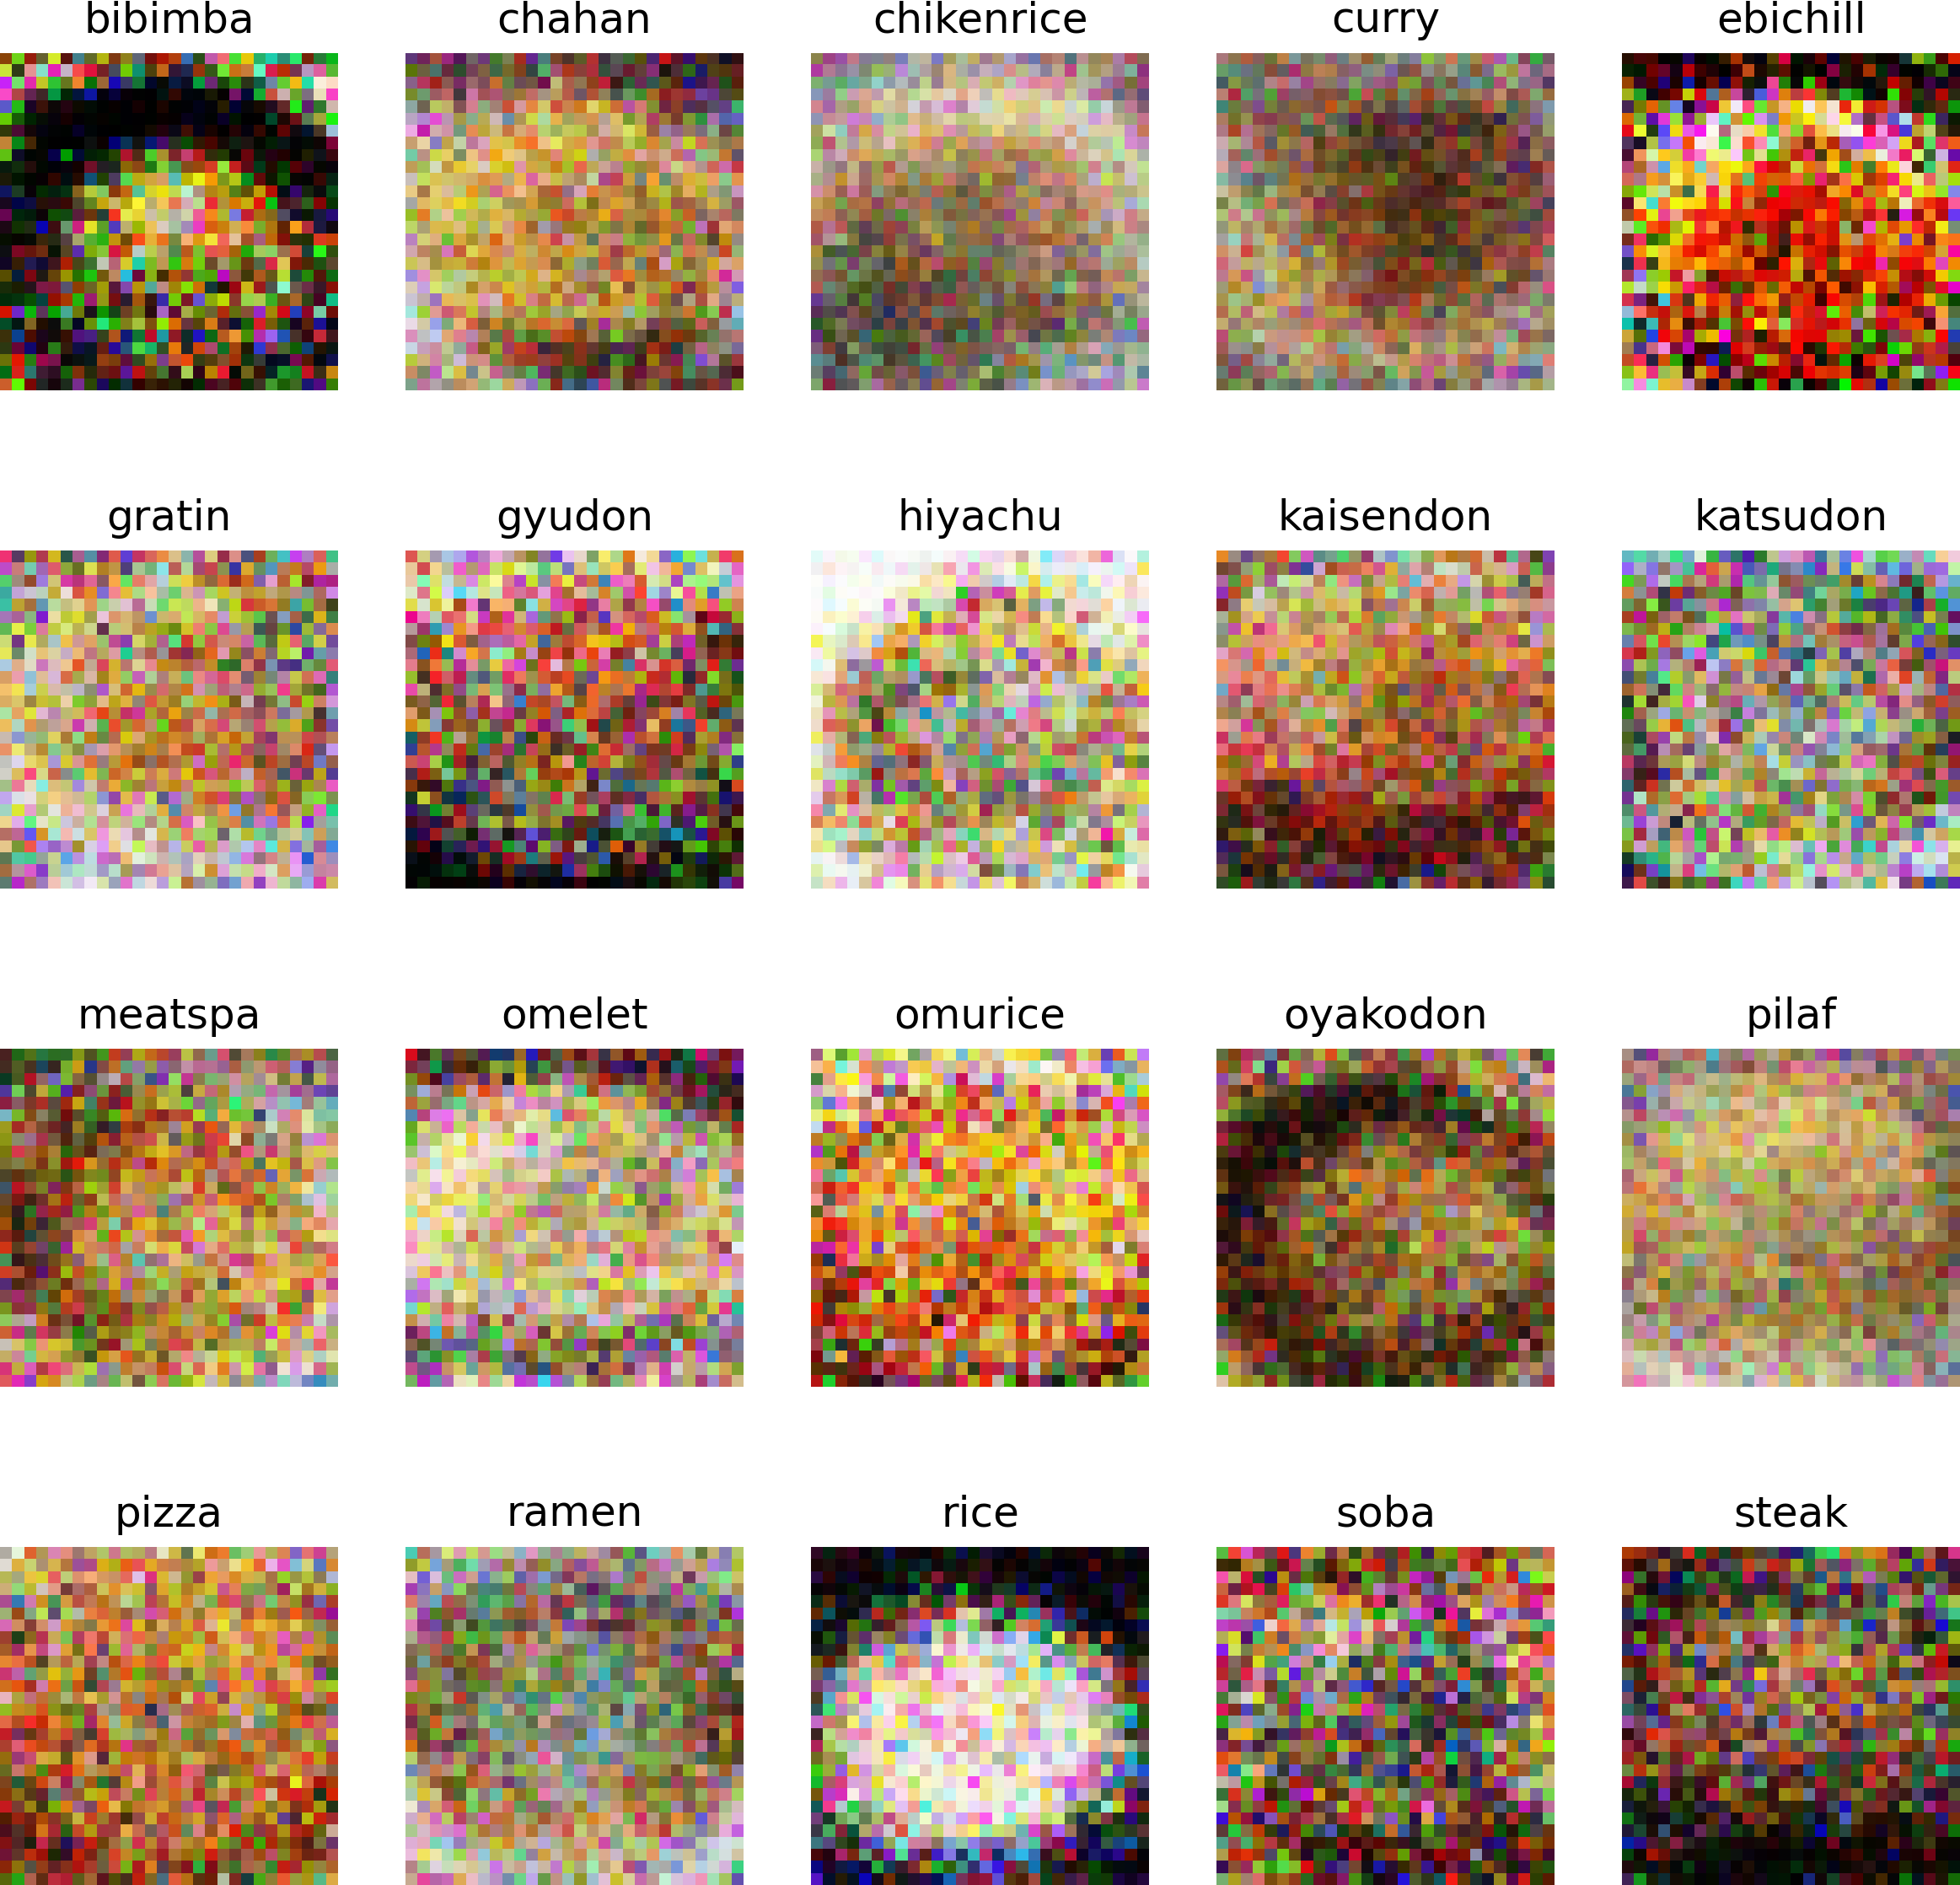 bibimba chahan chikenrice curry ebichill
gratin gyudon hiyachu kaisendon katsudon
meatspa omelet omurice oyakodon pilaf
pizza ramen rice soba steak